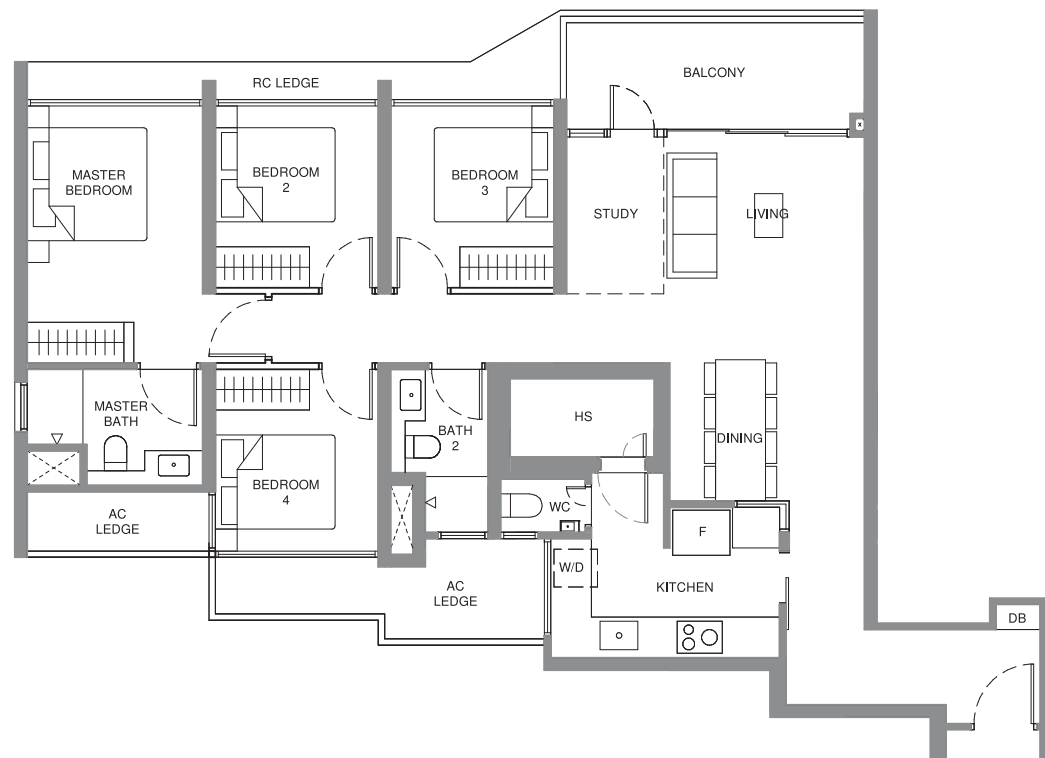 BALCONY
RC LEDGE
MASTER
BEDROOM
BEDROOM
2
BEDROOM
3
STUDY
LIVING
MASTER
BATH
BATH
2
HS
DINING
BEDROOM
4
AC
LEDGE
WC
F
W/D
KITCHEN
AC
LEDGE
DB